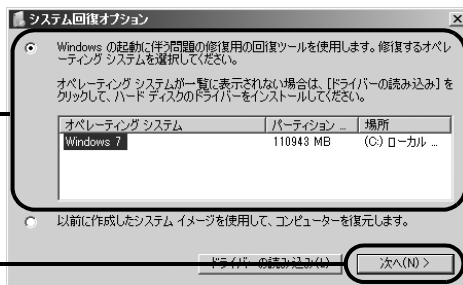 システム回復オプション
Windows の起動に伴う問題の修復用の回復ツールを使用します。修復するオペレ
ーティング システムを選択してください。
オペレーティング システムが一覧に表示されない場合は、[ドライバーの読み込み] を
クリックして、ハード ディスクのドライバーをインストールしてください。
オペレーティング システム パーティション ... 場所
Windows 7 110943 MB (C:) ローカル ...
以前に作成したシステム イメージを使用して、コンピューターを復元します。
ドライバーの読み込み(L) 次へ(N) >